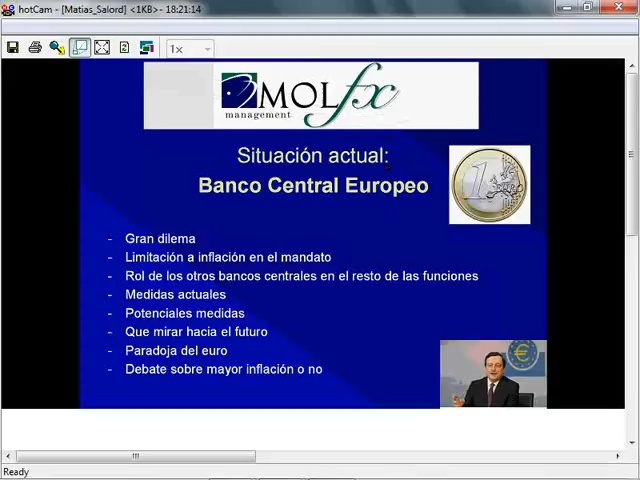 hotCam - [Matias_Salord] <1KB> - 18:21:14
1x
MOLfx
management
Situación actual:
Banco Central Europeo
1 EURO
- Gran dilema
- Limitación a inflación en el mandato
- Rol de los otros bancos centrales en el resto de las funciones
- Medidas actuales
- Potenciales medidas
- Que mirar hacia el futuro
- Paradoja del euro
- Debate sobre mayor inflación o no
Ready